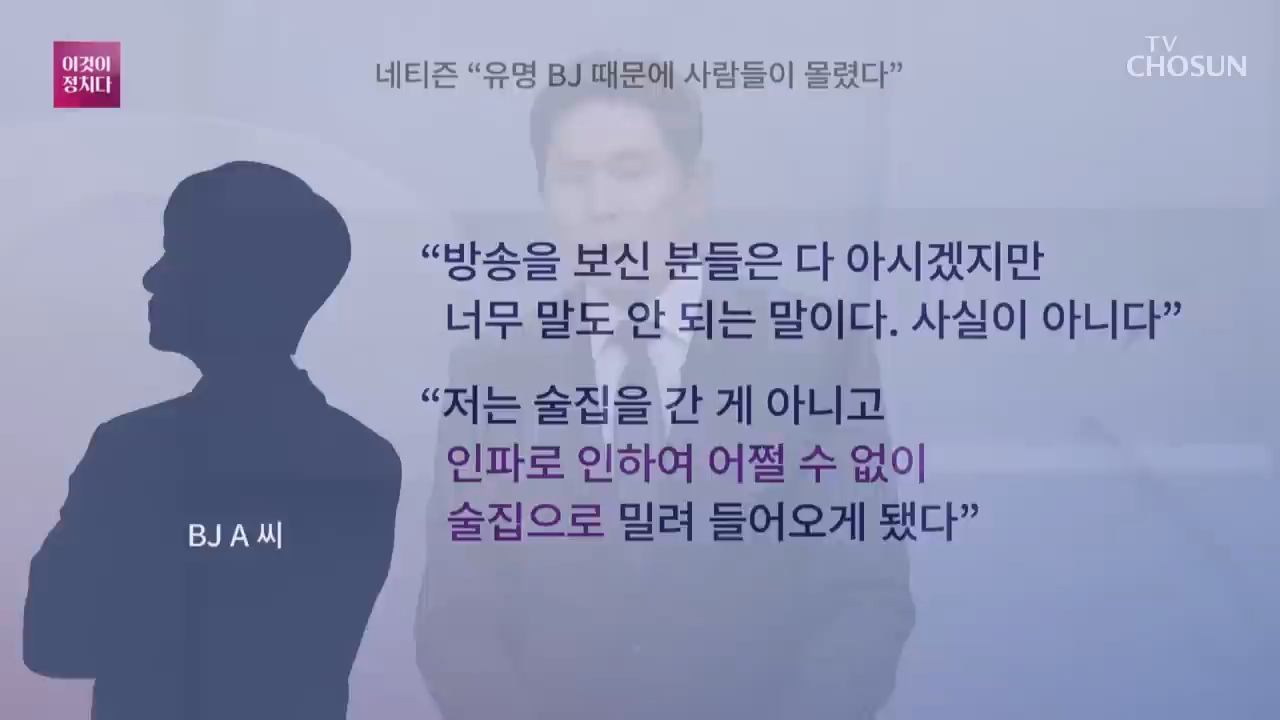 이것이
정치다
네티즌 “유명 BJ 때문에 사람들이 몰렸다”
TV
CHOSUN
“방송을 보신 분들은 다 아시겠지만
너무 말도 안 되는 말이다. 사실이 아니다”
“저는 술집을 간 게 아니고
인파로 인하여 어쩔 수 없이
술집으로 밀려 들어오게 됐다”
BJ A 씨